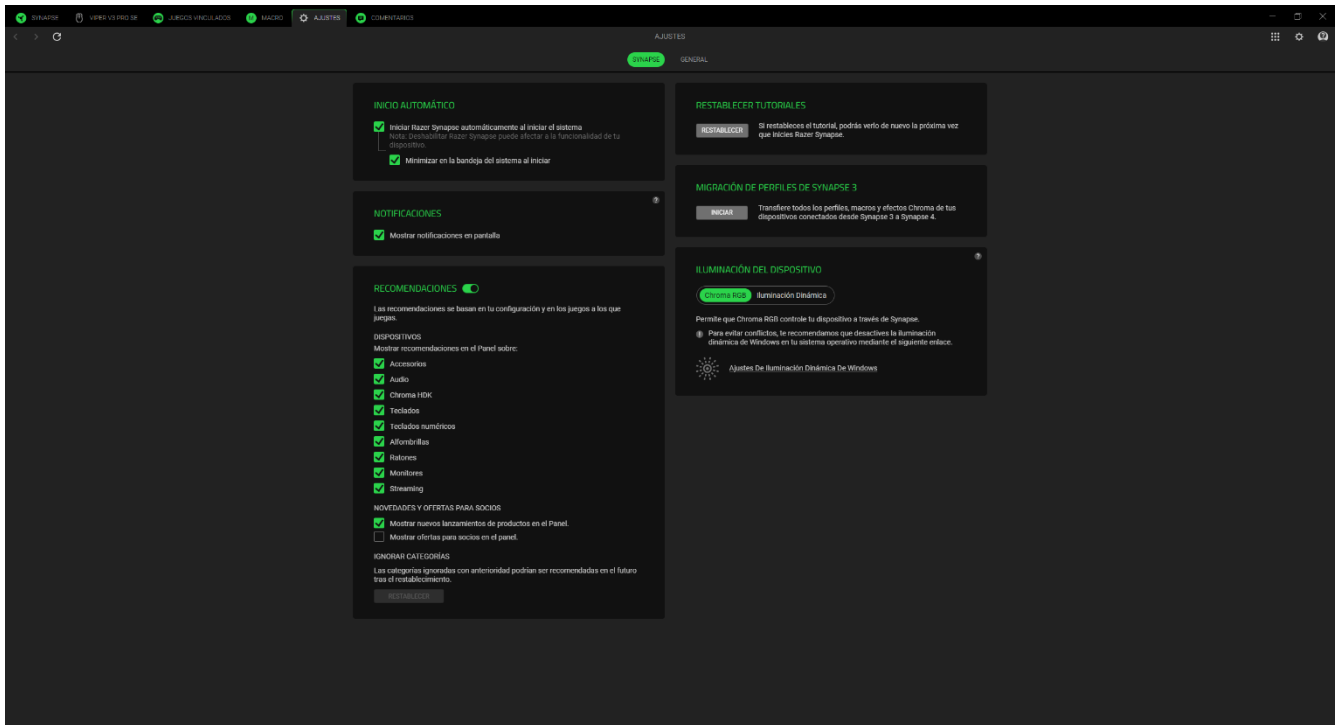 SYNAPSE
VIPER V3 PRO SE
JUEGOS VINCULADOS
MACRO
AJUSTES
COMENTARIOS
AJUSTES
SYNAPSE
GENERAL
INICIO AUTOMÁTICO
Iniciar Razer Synapse automáticamente al iniciar el sistema
Nota: Deshabilitar Razer Synapse puede afectar a la funcionalidad de tu
dispositivo.
Minimizar en la bandeja del sistema al iniciar
NOTIFICACIONES
Mostrar notificaciones en pantalla
RECOMENDACIONES
Las recomendaciones se basan en tu configuración y en los juegos a los que
juegas.
DISPOSITIVOS
Mostrar recomendaciones en el Panel sobre:
Accesorios
Audio
Chroma HDK
Teclados
Teclados numéricos
Alfombrillas
Ratones
Monitores
Streaming
NOVEDADES Y OFERTAS PARA SOCIOS
Mostrar nuevos lanzamientos de productos en el Panel.
Mostrar ofertas para socios en el panel.
IGNORAR CATEGORÍAS
Las categorías ignoradas con anterioridad podrían ser recomendadas en el futuro
tras el restablecimiento.
RESTABLECER
RESTABLECER TUTORIALES
RESTABLECER
Si restableces el tutorial, podrás verlo de nuevo la próxima vez
que inicies Razer Synapse.
MIGRACIÓN DE PERFILES DE SYNAPSE 3
INICIAR
Transfiere todos los perfiles, macros y efectos Chroma de tus
dispositivos conectados desde Synapse 3 a Synapse 4.
ILUMINACIÓN DEL DISPOSITIVO
Chroma RGB
Iluminación Dinámica
Permite que Chroma RGB controle tu dispositivo a través de Synapse.
Para evitar conflictos, te recomendamos que desactives la iluminación
dinámica de Windows en tu sistema operativo mediante el siguiente enlace.
Ajustes De Iluminación Dinámica De Windows